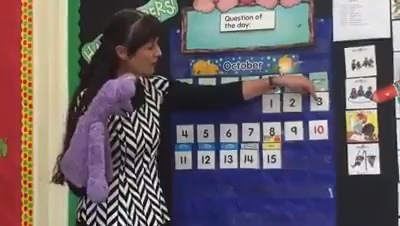 ERS!
Question of
the day:
October
1 2 3
4 5 6 7 8 9 10
11 12 13 14 15